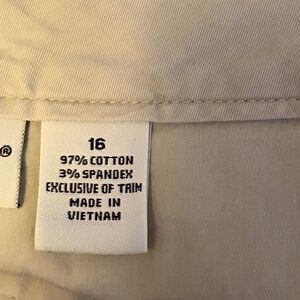 ®
16
97% COTTON
3% SPANDEX
EXCLUSIVE OF TRIM
MADE IN
VIETNAM